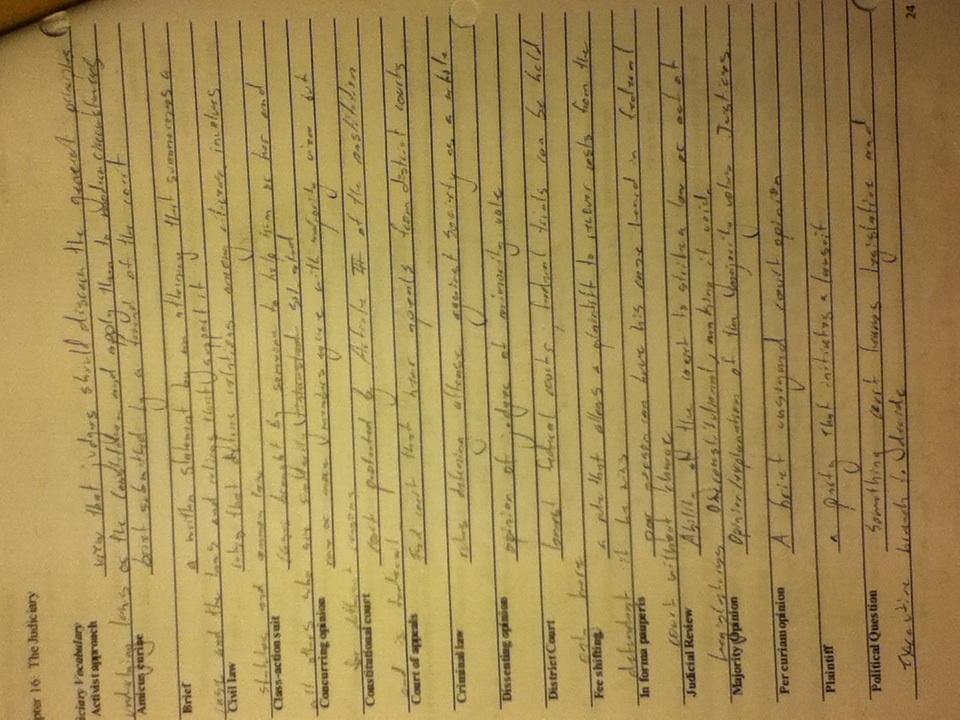 pter 16: The Judiciary
iciary Vocabulary
Activist approach view that judges should discern the general principles
underlying laws or the Constitution and apply them to modern circumstances
Amicus curiae brief submitted by a friend of the court
Brief a written statement by an attorney that summarizes a
case and the laws and rulings that support it
Civil law rules that define relations among citizens, involves
statutes and common law
Class-action suit cases brought by someone to help him or her and
all others who are similarly situated
Concurring opinion one or more members agree with majority view but
for different reasons
Constitutional court court protected by Article III of the constitution
and is federal
Court of appeals Fed court that hear appeals from district courts
Criminal law rules defining offense against society as a whole
Dissenting opinion opinion of judges of minority vote
District Court lowest federal courts; federal trials can be held
only here
Fee shifting a rule that allows a plaintiff to recover costs from the
defendant if he wins
In forma pauperis poor person can have his case heard in federal
court without charge
Judicial Review Ability of the court to strike a law or act of
unconstitutional, making it void.
Majority Opinion Opinion/explanation of the majority votes Justices
Per curiam opinion A brief unsigned court opinion
Plaintiff a party that initiates a lawsuit
Political Question Something court leaves legislative and
executive branch to decide
24